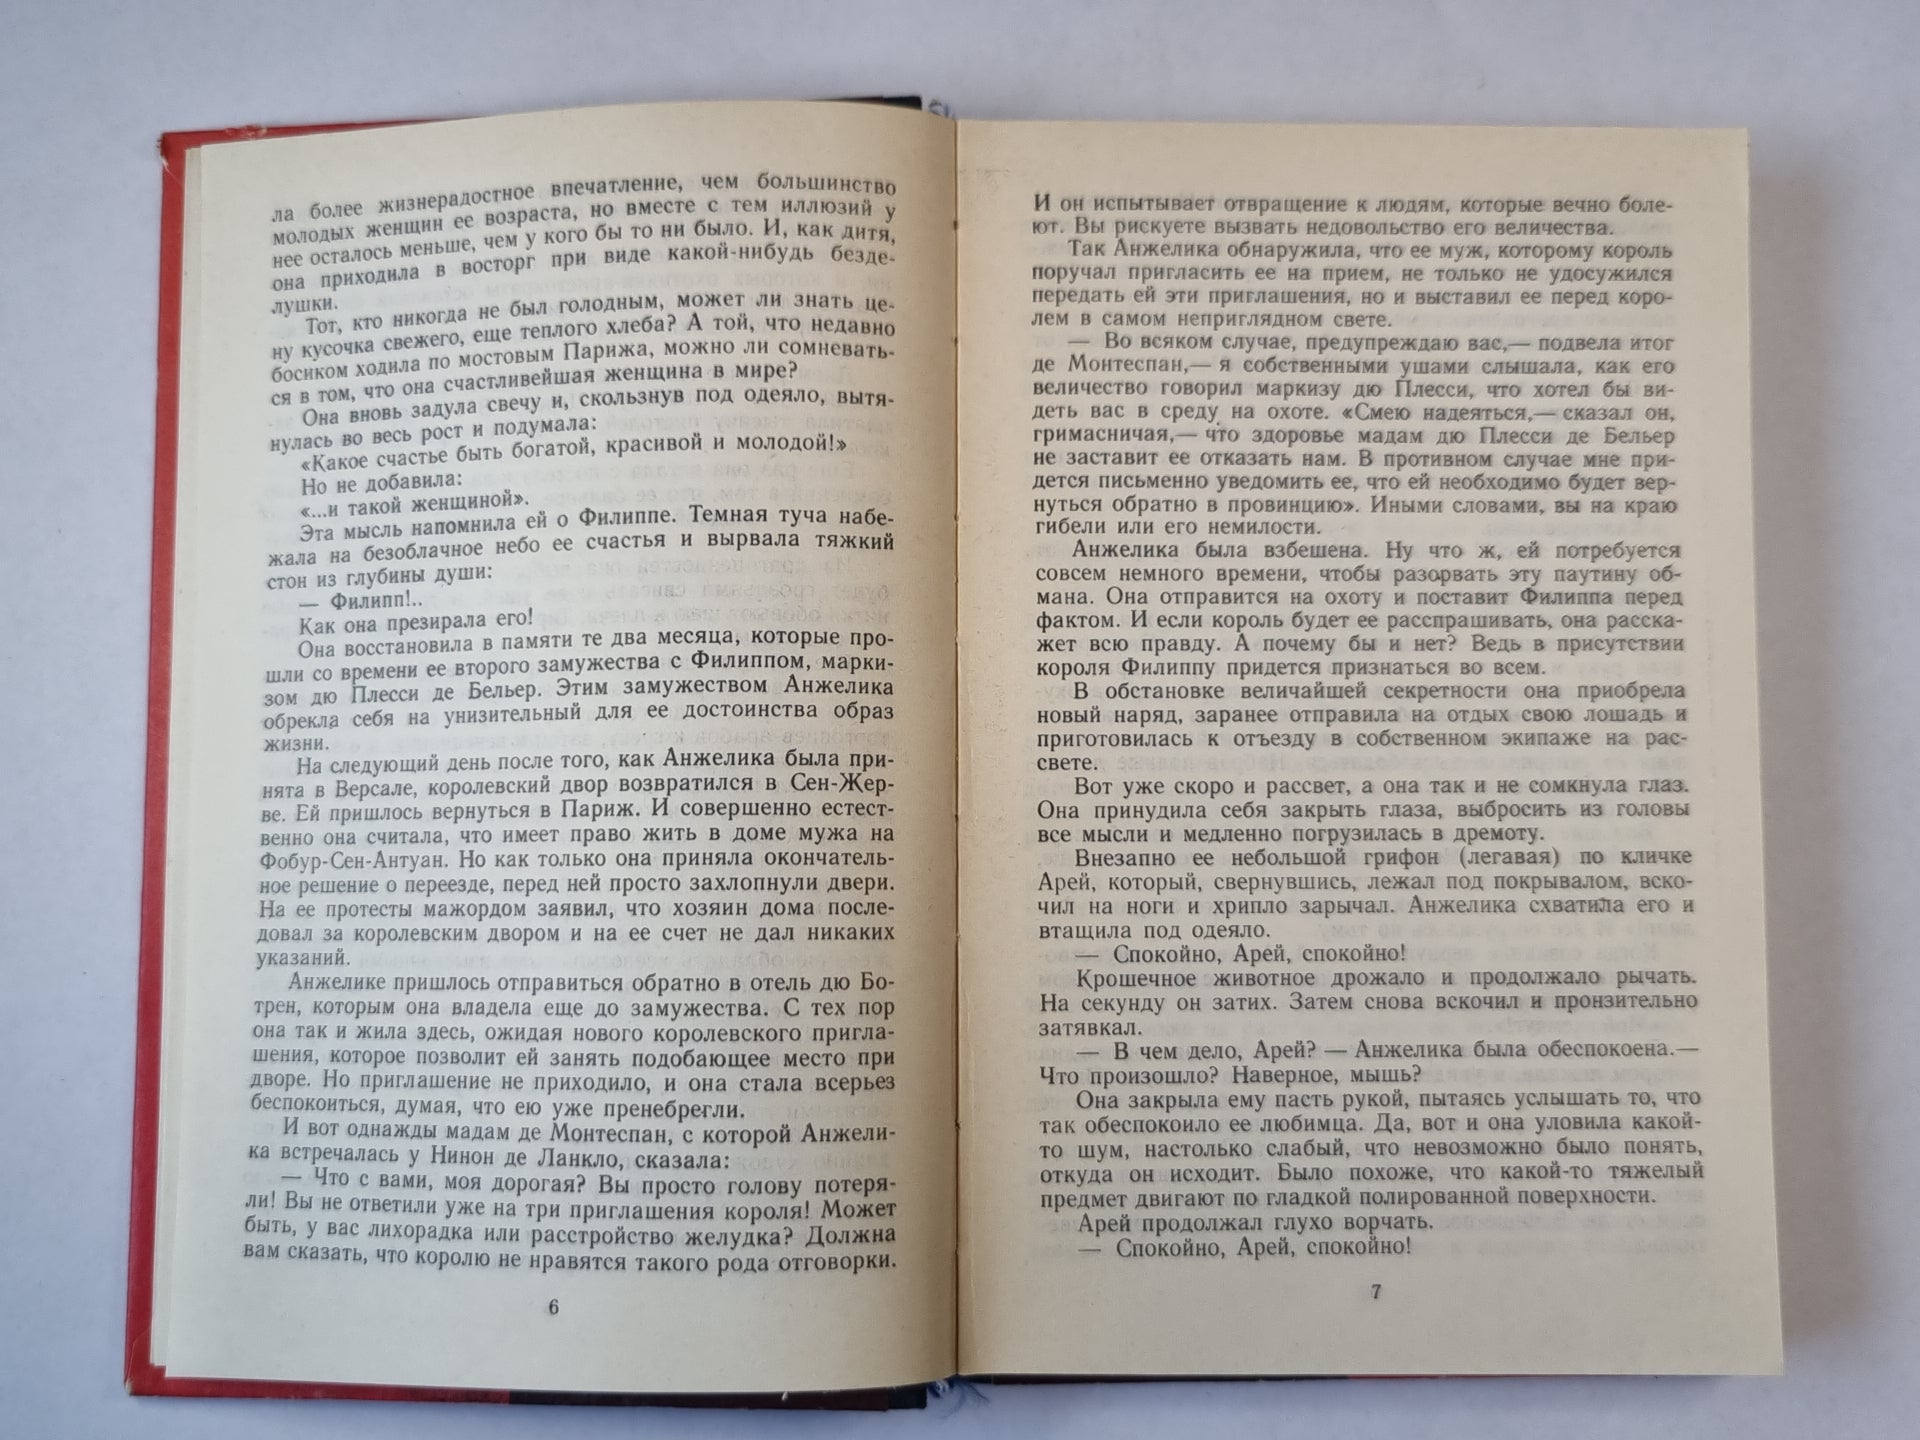 ла более жизнерадостное впечатление, чем большинство
молодых женщин ее возраста, но вместе с тем иллюзий у
нее осталось меньше, чем у кого бы то ни было. И, как дитя,
она приходила в восторг при виде какой-нибудь безде-
лушки.
Тот, кто никогда не был голодным, может ли знать це-
ну кусочка свежего, еще теплого хлеба? А той, что недавно
босиком ходила по мостовым Парижа, можно ли сомневать-
ся в том, что она счастливейшая женщина в мире?
Она вновь задула свечу и, скользнув под одеяло, вытя-
нулась во весь рост и подумала:
«Какое счастье быть богатой, красивой и молодой!»
Но не добавила:
«...и такой женщиной».
Эта мысль напомнила ей о Филиппе. Темная туча набе-
жала на безоблачное небо ее счастья и вырвала тяжкий
стон из глубины души:
— Филипп!..
Как она презирала его!
Она восстановила в памяти те два месяца, которые про-
шли со времени ее второго замужества с Филиппом, марки-
зом дю Плесси де Бельер. Этим замужеством Анжелика
обрекла себя на унизительный для ее достоинства образ
жизни.
На следующий день после того, как Анжелика была при-
нята в Версале, королевский двор возвратился в Сен-Жер-
ве. Ей пришлось вернуться в Париж. И совершенно естест-
венно она считала, что имеет право жить в доме мужа на
Фобур-Сен-Антуан. Но как только она приняла окончатель-
ное решение о переезде, перед ней просто захлопнули двери.
На ее протесты мажордом заявил, что хозяин дома после-
довал за королевским двором и на ее счет не дал никаких
указаний.
Анжелике пришлось отправиться обратно в отель дю Бо-
трен, которым она владела еще до замужества. С тех пор
она так и жила здесь, ожидая нового королевского пригла-
шения, которое позволит ей занять подобающее место при
дворе. Но приглашение не приходило, и она стала всерьез
беспокоиться, думая, что ею уже пренебрегли.
И вот однажды мадам де Монтеспан, с которой Анжели-
ка встречалась у Нинон де Ланкло, сказала:
— Что с вами, моя дорогая? Вы просто голову потеря-
ли! Вы не ответили уже на три приглашения короля! Может
быть, у вас лихорадка или расстройство желудка? Должна
вам сказать, что королю не нравятся такого рода отговорки.
6
И он испытывает отвращение к людям, которые вечно боле-
ют. Вы рискуете вызвать недовольство его величества.
Так Анжелика обнаружила, что ее муж, которому король
поручал пригласить ее на прием, не только не удосужился
передать ей эти приглашения, но и выставил ее перед коро-
лем в самом неприглядном свете.
— Во всяком случае, предупреждаю вас,— подвела итог
де Монтеспан,— я собственными ушами слышала, как его
величество говорил маркизу дю Плесси, что хотел бы ви-
деть вас в среду на охоте. «Смею надеяться,— сказал он,
гримасничая,— что здоровье мадам дю Плесси де Бельер
не заставит ее отказать нам. В противном случае мне при-
дется письменно уведомить ее, что ей необходимо будет вер-
нуться обратно в провинцию». Иными словами, вы на краю
гибели или его немилости.
Анжелика была взбешена. Ну что ж, ей потребуется
совсем немного времени, чтобы разорвать эту паутину об-
мана. Она отправится на охоту и поставит Филиппа перед
фактом. И если король будет ее расспрашивать, она расска-
жет всю правду. А почему бы и нет? Ведь в присутствии
короля Филиппу придется признаться во всем.
В обстановке величайшей секретности она приобрела
новый наряд, заранее отправила на отдых свою лошадь и
приготовилась к отъезду в собственном экипаже на рас-
свете.
Вот уже скоро и рассвет, а она так и не сомкнула глаз.
Она принудила себя закрыть глаза, выбросить из головы
все мысли и медленно погрузилась в дремоту.
Внезапно ее небольшой грифон (легавая) по кличке
Арей, который, свернувшись, лежал под покрывалом, вско-
чил на ноги и хрипло зарычал. Анжелика схватила его и
втащила под одеяло.
— Спокойно, Арей, спокойно!
Крошечное животное дрожало и продолжало рычать.
На секунду он затих. Затем снова вскочил и пронзительно
затявкал.
— В чем дело, Арей? — Анжелика была обеспокоена.—
Что произошло? Наверное, мышь?
Она закрыла ему пасть рукой, пытаясь услышать то, что
так обеспокоило ее любимца. Да, вот и она уловила какой-
то шум, настолько слабый, что невозможно было понять,
откуда он исходит. Было похоже, что какой-то тяжелый
предмет двигают по гладкой полированной поверхности.
Арей продолжал глухо ворчать.
— Спокойно, Арей, спокойно!
7